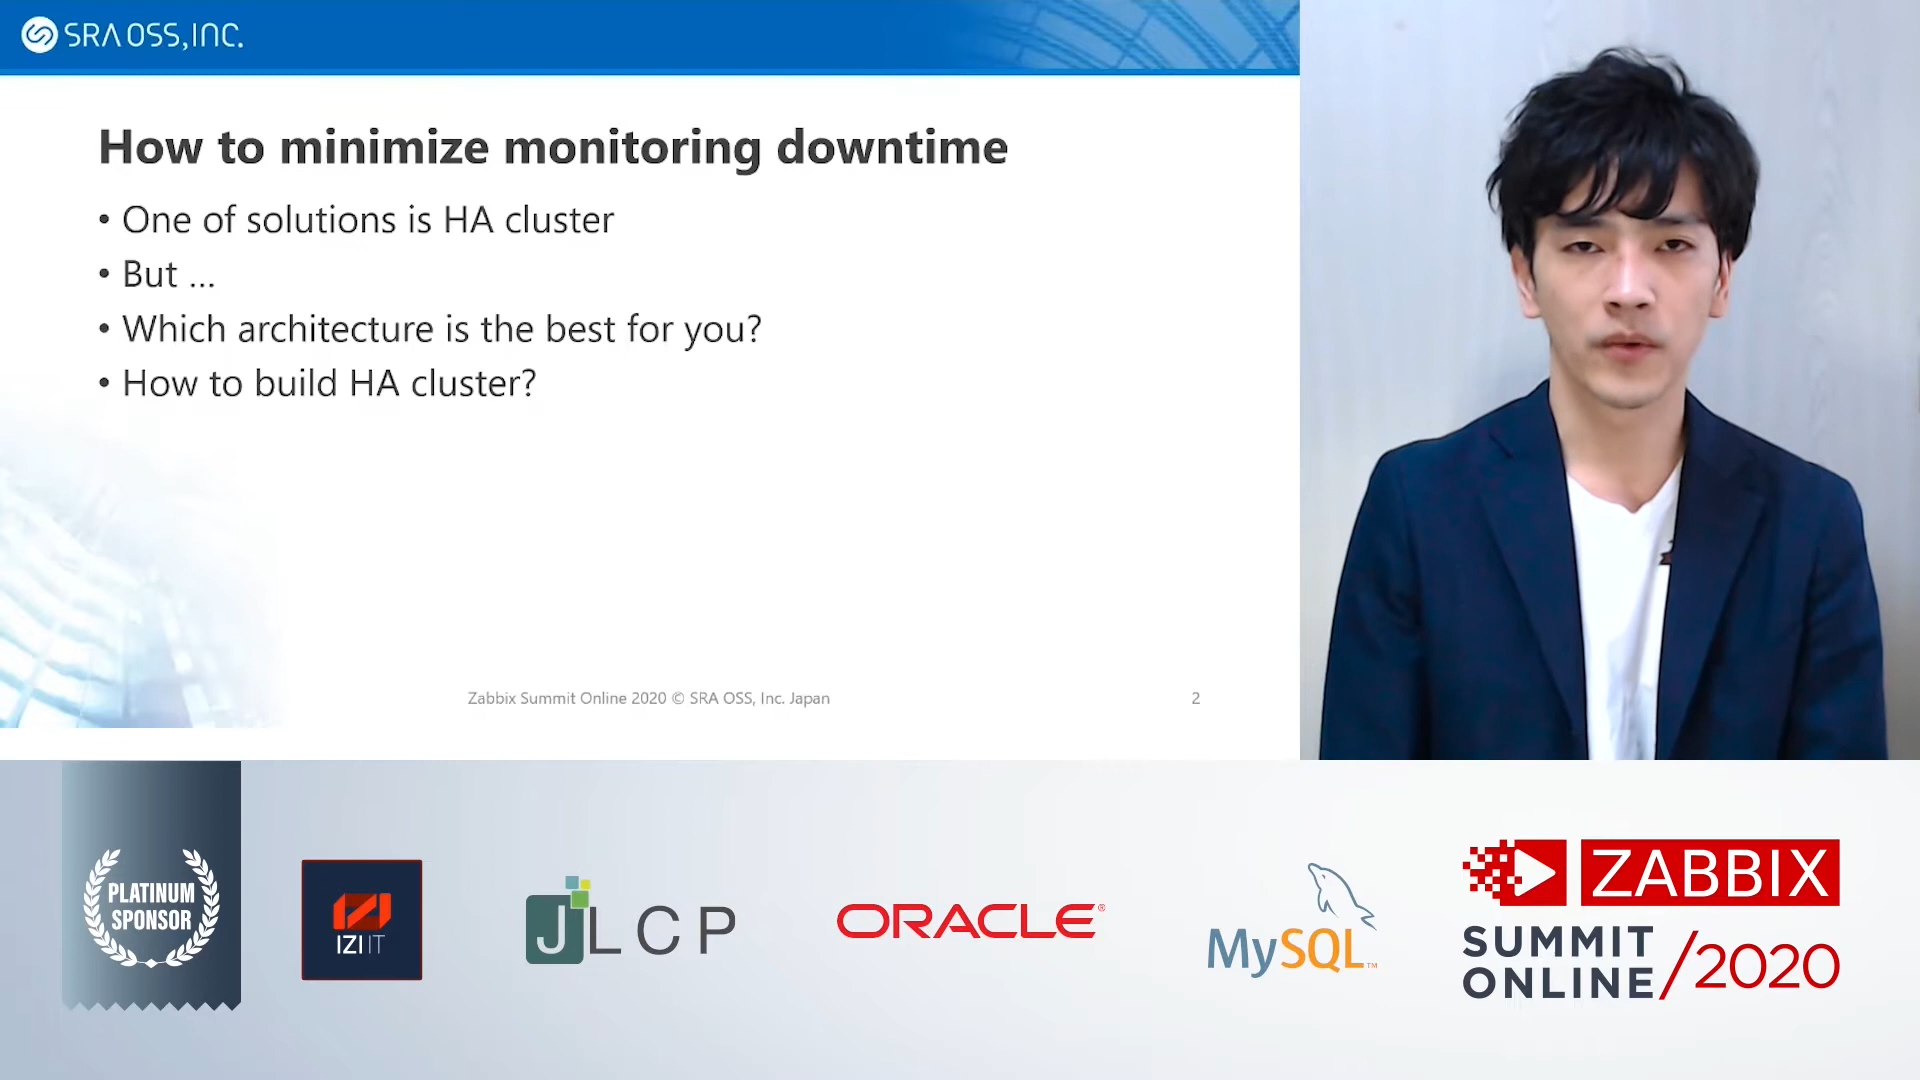 SRA OSS, INC.
How to minimize monitoring downtime
• One of solutions is HA cluster
• But ...
• Which architecture is the best for you?
• How to build HA cluster?
Zabbix Summit Online 2020 © SRA OSS, Inc. Japan
2
PLATINUM
SPONSOR
IZI IT
JLCP
ORACLE®
MySQL™
ZABBIX
SUMMIT
ONLINE/2020